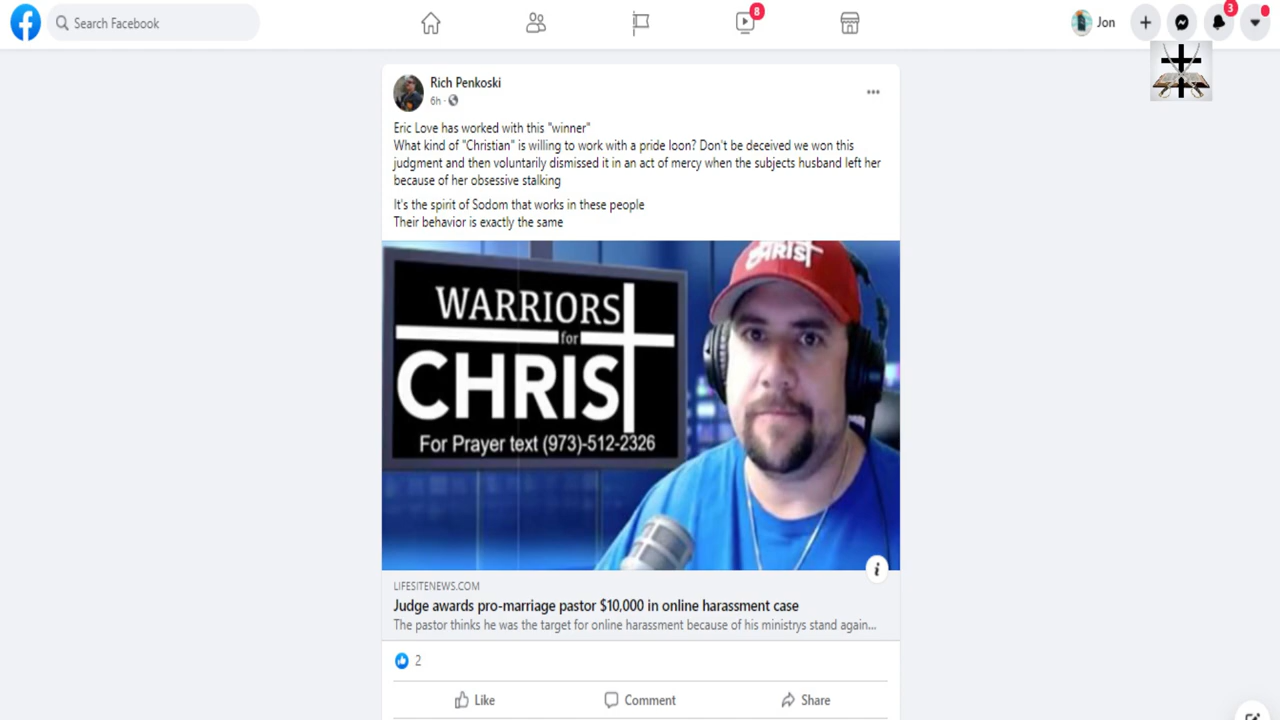 Search Facebook
8
Jon
3
Rich Penkoski
6h ·
Eric Love has worked with this "winner"
What kind of "Christian" is willing to work with a pride loon? Don't be deceived we won this
judgment and then voluntarily dismissed it in an act of mercy when the subjects husband left her
because of her obsessive stalking
It's the spirit of Sodom that works in these people
Their behavior is exactly the same
WARRIORS
for
CHRIST
For Prayer text (973)-512-2326
CHRIST
LIFESITENEWS.COM
Judge awards pro-marriage pastor $10,000 in online harassment case
The pastor thinks he was the target for online harassment because of his ministrys stand again...
2
Like
Comment
Share